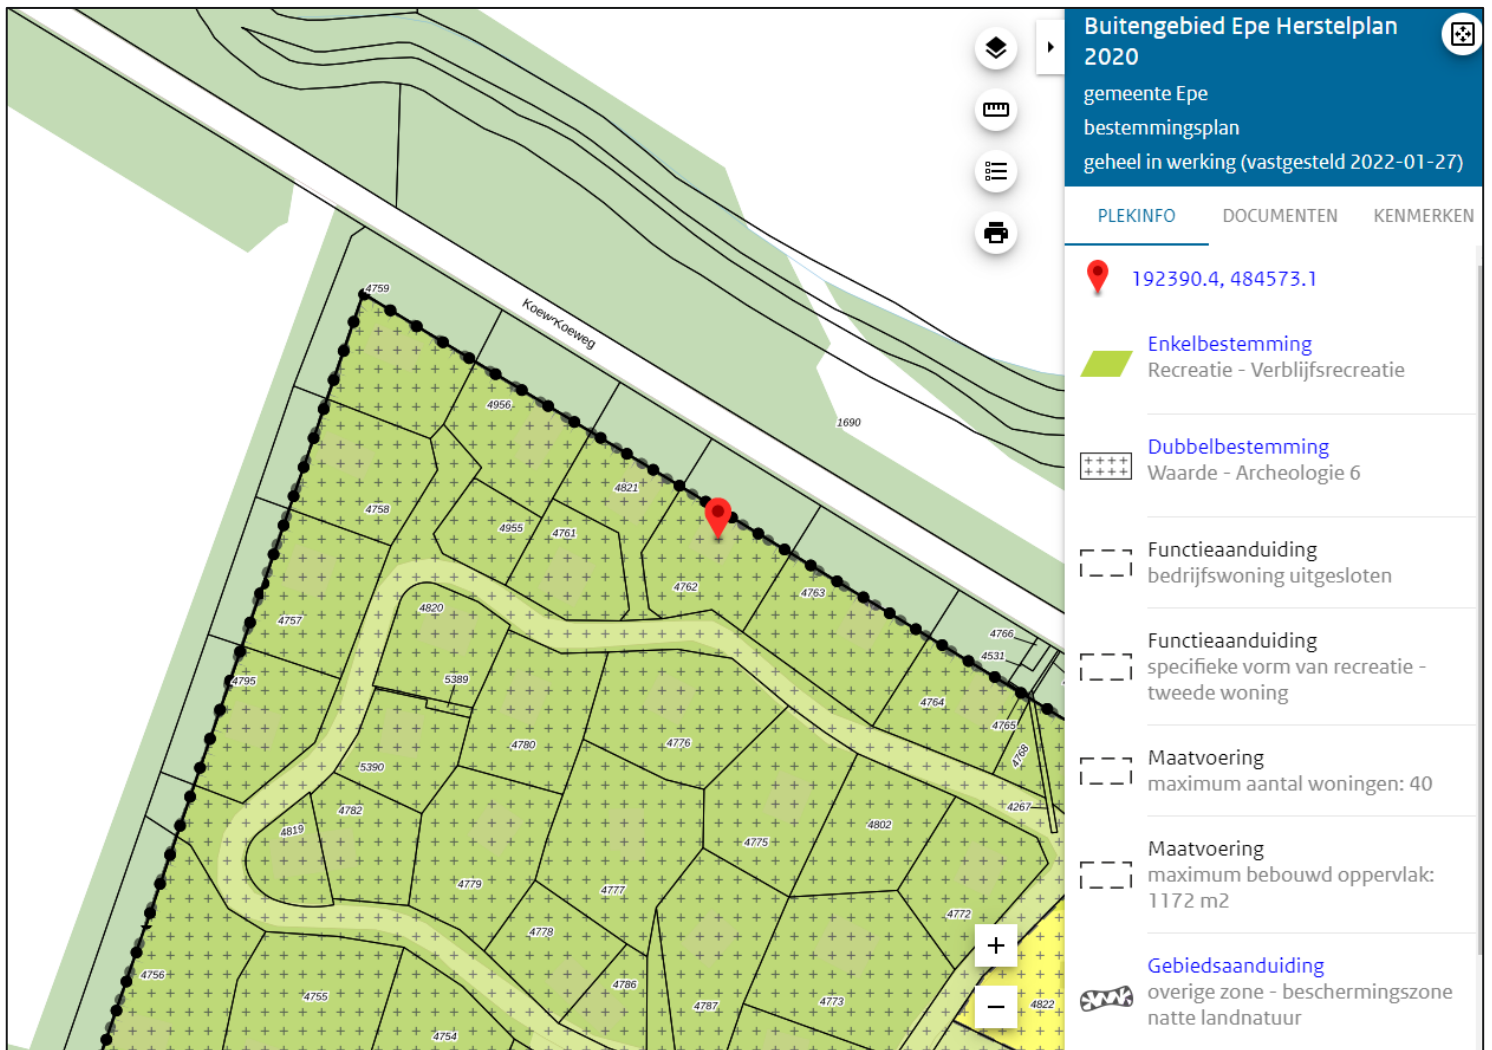 Buitengebied Epe Herstelplan
2020
gemeente Epe
bestemmingsplan
geheel in werking (vastgesteld 2022-01-27)
PLEKINFO DOCUMENTEN KENMERKEN
192390.4, 484573.1
Enkelbestemming
Recreatie - Verblijfsrecreatie
Dubbelbestemming
Waarde - Archeologie 6
Functieaanduiding
bedrijfswoning uitgesloten
Functieaanduiding
specifieke vorm van recreatie -
tweede woning
Maatvoering
maximum aantal woningen: 40
Maatvoering
maximum bebouwd oppervlak:
1172 m2
Gebiedsaanduiding
overige zone - beschermingszone
natte landnatuur
4759
Koeweg
4956
1690
4821
4758
4955
4761
4762
4763
4820
4757
4766
4531
4795
5389
4764
4765
4780
4776
4768
5390
4782
4267
4819
4802
4775
4779
4777
4772
4778
4756
4786
4755
4787
4773
4822
4754
+
−